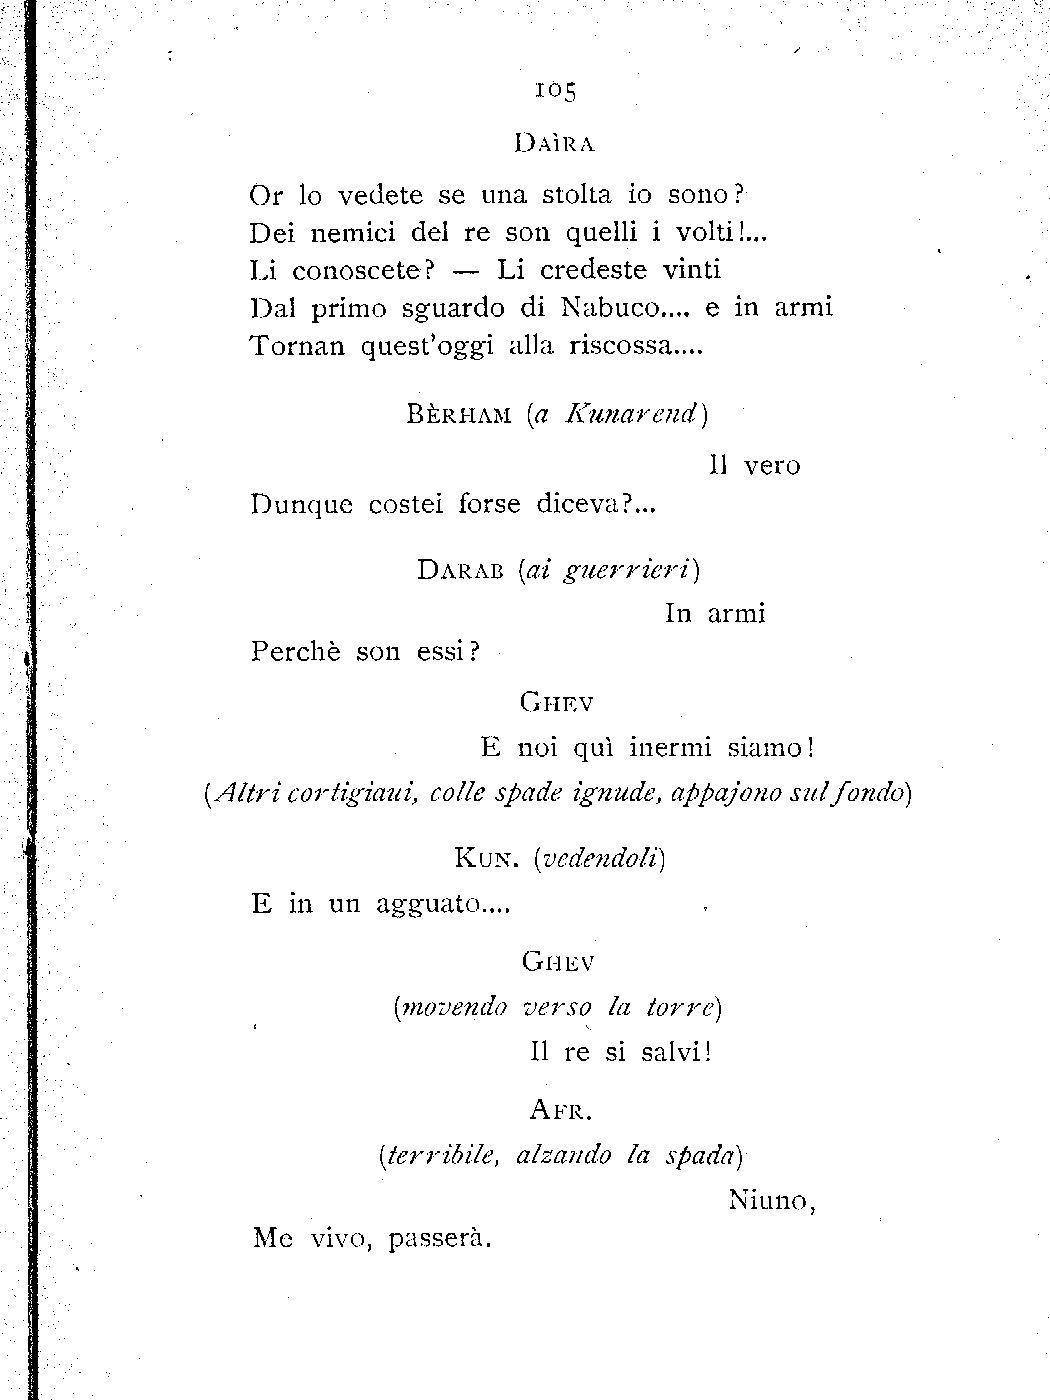 105
DAÌRA
Or lo vedete se una stolta io sono?
Dei nemici del re son quelli i volti!...
Li conoscete? — Li credeste vinti
Dal primo sguardo di Nabuco.... e in armi
Tornan quest'oggi alla riscossa....
BÈRHAM (a Kunarend)
Il vero
Dunque costei forse diceva?...
DARAB (ai guerrieri)
In armi
Perchè son essi?
GHEV
E noi quì inermi siamo!
(Altri cortigiaui, colle spade ignude, appajono sul fondo)
KUN. (vedendoli)
E in un agguato....
GHEV
(movendo verso la torre)
Il re si salvi!
AFR.
(terribile, alzando la spada)
Niuno,
Me vivo, passerà.